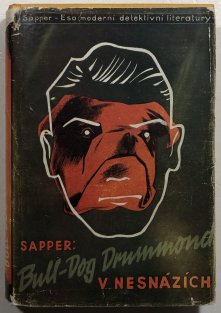 Sapper - Eso moderní detektivní literatury
SAPPER:
Bull-Dog Drummond
V NESNÁZÍCH